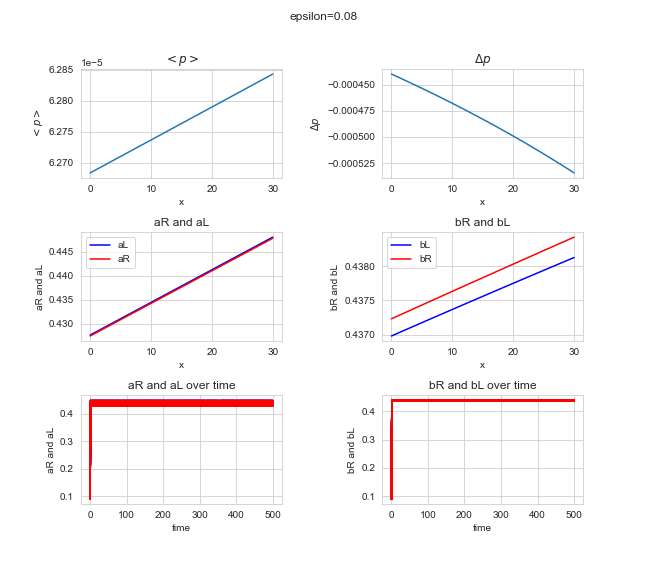 epsilon=0.08
<p>
Δp
1e−5
6.285
6.280
6.275
6.270
<p>
0 10 20 30
x
−0.000450
−0.000475
−0.000500
−0.000525
Δp
0 10 20 30
x
aR and aL
bR and bL
aL
aR
0.445
0.440
0.435
0.430
aR and aL
0 10 20 30
x
bL
bR
0.4380
0.4375
0.4370
bR and bL
0 10 20 30
x
aR and aL over time
bR and bL over time
0.4
0.3
0.2
0.1
aR and aL
0 100 200 300 400 500
time
0.4
0.3
0.2
0.1
bR and bL
0 100 200 300 400 500
time